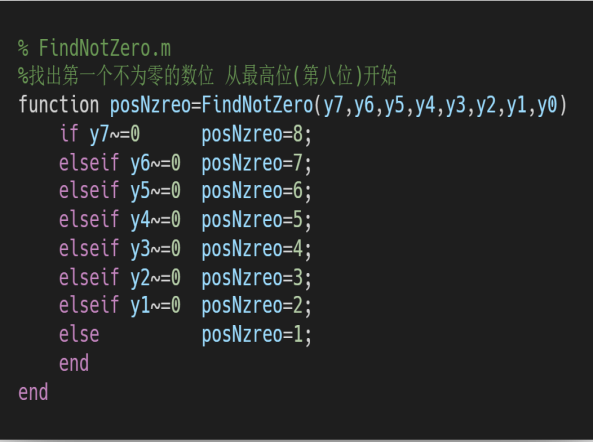 % FindNotZero.m
%找出第一个不为零的数位 从最高位(第八位)开始
function posNzreo=FindNotZero(y7,y6,y5,y4,y3,y2,y1,y0)
    if y7~=0      posNzreo=8;
    elseif y6~=0  posNzreo=7;
    elseif y5~=0  posNzreo=6;
    elseif y4~=0  posNzreo=5;
    elseif y3~=0  posNzreo=4;
    elseif y2~=0  posNzreo=3;
    elseif y1~=0  posNzreo=2;
    else          posNzreo=1;
    end
end